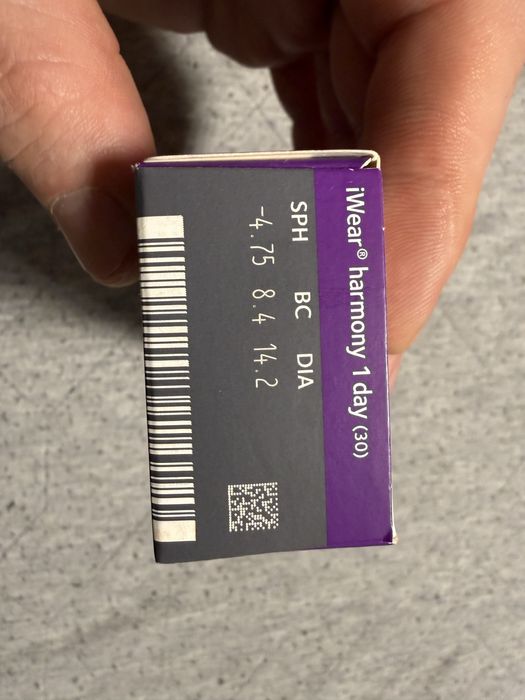 iWear® harmony 1 day (30)
SPH BC DIA
-4.75 8.4 14.2